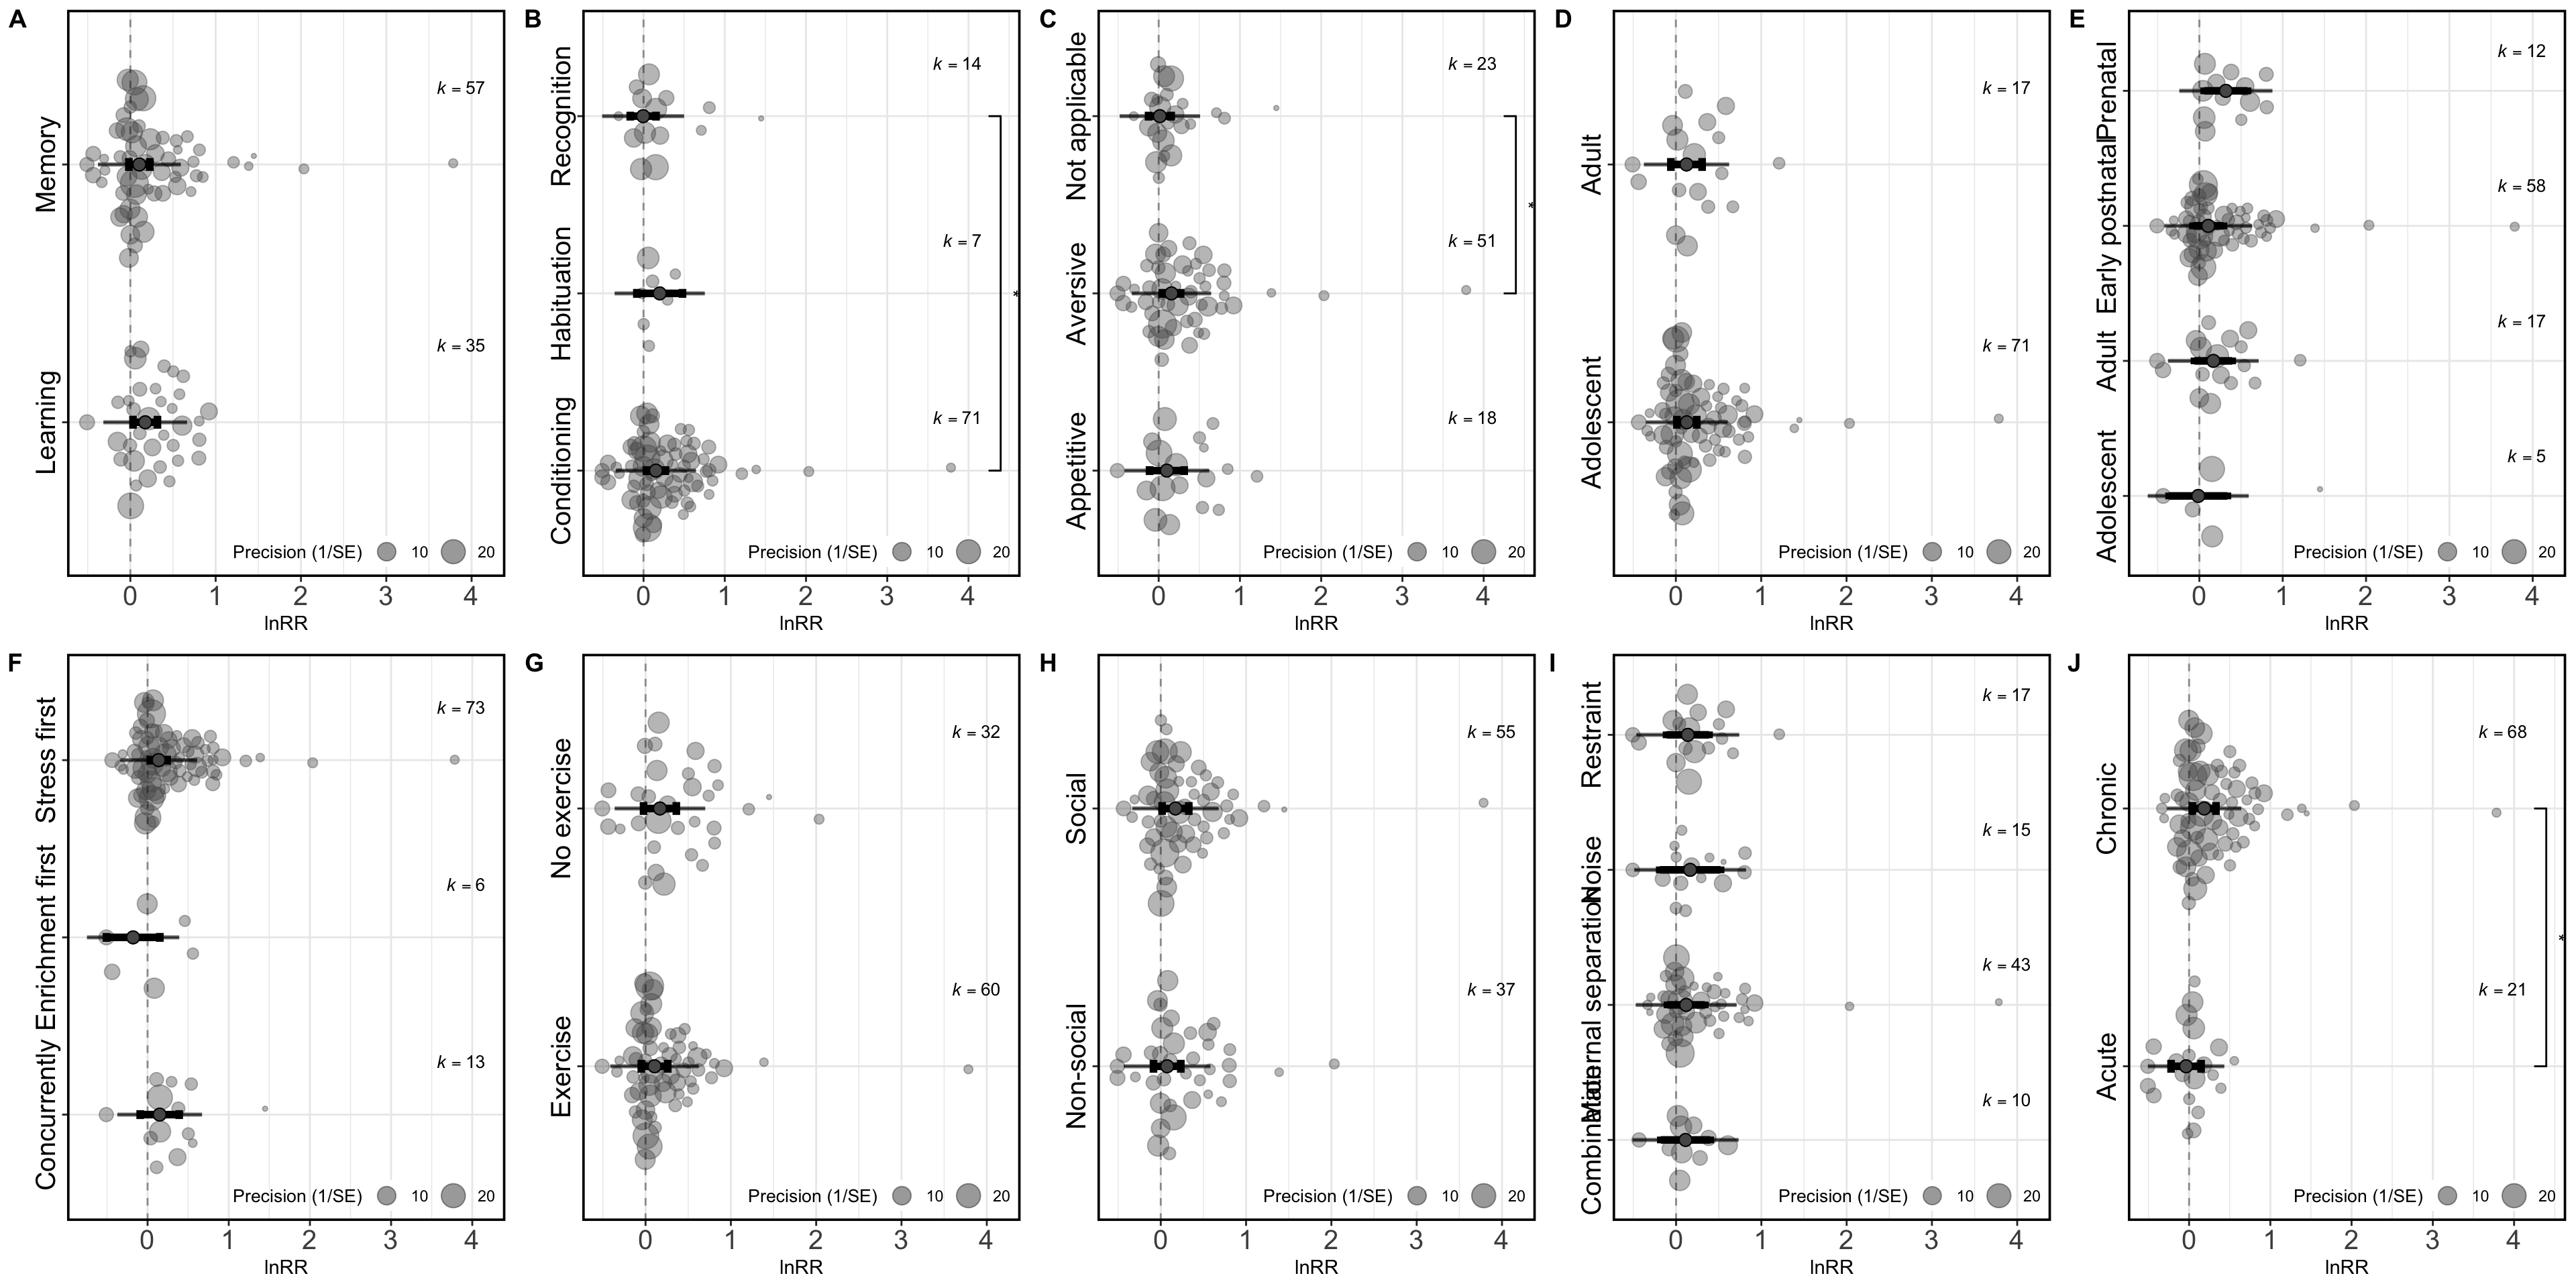 A
Memory
Learning
k = 57
k = 35
Precision (1/SE) 10 20
0 1 2 3 4
lnRR
B
Recognition
Habituation
Conditioning
k = 14
k = 7
k = 71
*
Precision (1/SE) 10 20
0 1 2 3 4
lnRR
C
Not applicable
Aversive
Appetitive
k = 23
k = 51
k = 18
*
Precision (1/SE) 10 20
0 1 2 3 4
lnRR
D
Adult
Adolescent
k = 17
k = 71
Precision (1/SE) 10 20
0 1 2 3 4
lnRR
E
Prenatal
Early postnatal
Adult
Adolescent
k = 12
k = 58
k = 17
k = 5
Precision (1/SE) 10 20
0 1 2 3 4
lnRR
F
Stress first
Enrichment first
Concurrently
k = 73
k = 6
k = 13
Precision (1/SE) 10 20
0 1 2 3 4
lnRR
G
No exercise
Exercise
k = 32
k = 60
Precision (1/SE) 10 20
0 1 2 3 4
lnRR
H
Social
Non-social
k = 55
k = 37
Precision (1/SE) 10 20
0 1 2 3 4
lnRR
I
Restraint
Noise
Maternal separation
Combination
k = 17
k = 15
k = 43
k = 10
Precision (1/SE) 10 20
0 1 2 3 4
lnRR
J
Chronic
Acute
k = 68
k = 21
*
Precision (1/SE) 10 20
0 1 2 3 4
lnRR